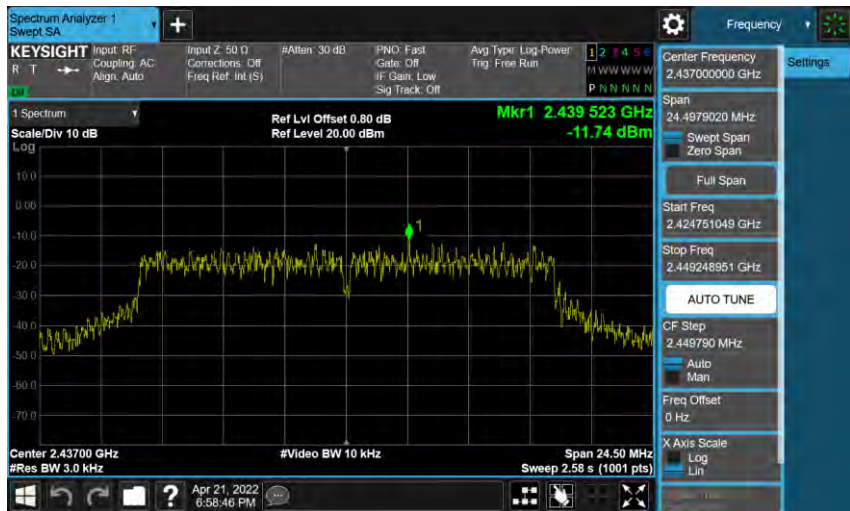 Spectrum Analyzer 1
Swept SA
Frequency
KEYSIGHT
R T
LM
Input: RF
Coupling: AC
Align: Auto
Input Z: 50 Ω
Corrections: Off
Freq Ref: Int (S)
#Atten: 30 dB
PNO: Fast
Gate: Off
IF Gain: Low
Sig Track: Off
Avg Type: Log-Power
Trig: Free Run
1 2 3 4 5 6
M W W W W W
P N N N N N
1 Spectrum
Scale/Div 10 dB
Log
Ref Lvl Offset 0.80 dB
Ref Level 20.00 dBm
Mkr1 2.439 523 GHz
-11.74 dBm
10.0
0.00
-10.0
-20.0
-30.0
-40.0
-50.0
-60.0
-70.0
1
Center 2.43700 GHz
#Res BW 3.0 kHz
#Video BW 10 kHz
Span 24.50 MHz
Sweep 2.58 s (1001 pts)
Apr 21, 2022
6:58:46 PM
Settings
Center Frequency
2.437000000 GHz
Span
24.4979020 MHz
Swept Span
Zero Span
Full Span
Start Freq
2.424751049 GHz
Stop Freq
2.449248951 GHz
AUTO TUNE
CF Step
2.449790 MHz
Auto
Man
Freq Offset
0 Hz
X Axis Scale
Log
Lin